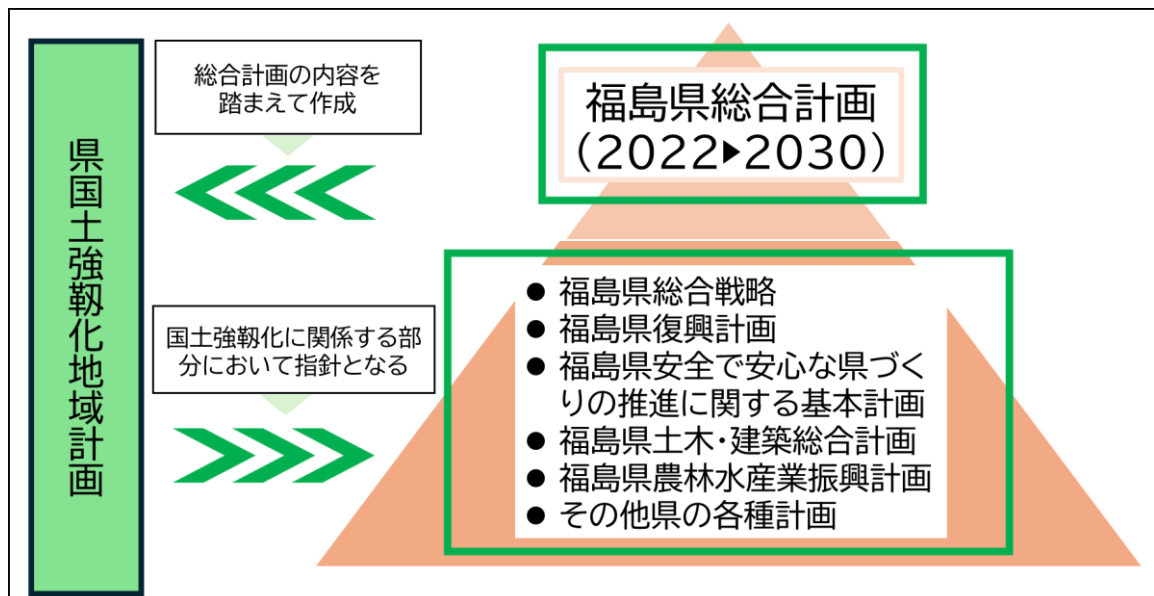 県国土強靱化地域計画
総合計画の内容を
踏まえて作成
福島県総合計画
(2022▶2030)
国土強靱化に関係する部
分において指針となる
● 福島県総合戦略
● 福島県復興計画
● 福島県安全で安心な県づく
りの推進に関する基本計画
● 福島県土木・建築総合計画
● 福島県農林水産業振興計画
● その他県の各種計画